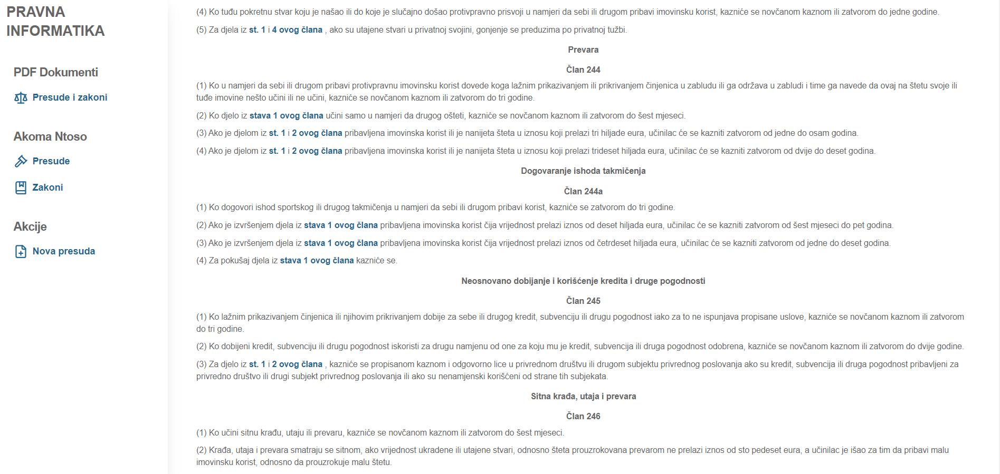 PRAVNA
INFORMATIKA
PDF Dokumenti
Presude i zakoni
Akoma Ntoso
Presude
Zakoni
Akcije
Nova presuda
(4) Ko tuđu pokretnu stvar koju je našao ili do koje je slučajno došao protivpravno prisvoji u namjeri da sebi ili drugom pribavi imovinsku korist, kazniće se novčanom kaznom ili zatvorom do jedne godine.
(5) Za djela iz st. 1 i 4 ovog člana , ako su utajene stvari u privatnoj svojini, gonjenje se preduzima po privatnoj tužbi.
Prevara
Član 244
(1) Ko u namjeri da sebi ili drugom pribavi protivpravnu imovinsku korist dovede koga lažnim prikazivanjem ili prikrivanjem činjenica u zabludu ili ga održava u zabludi i time ga navede da ovaj na štetu svoje ili
tuđe imovine nešto učini ili ne učini, kazniće se novčanom kaznom ili zatvorom do tri godine.
(2) Ko djelo iz stava 1 ovog člana učini samo u namjeri da drugog ošteti, kazniće se novčanom kaznom ili zatvorom do šest mjeseci.
(3) Ako je djelom iz st. 1 i 2 ovog člana pribavljena imovinska korist ili je nanijeta šteta u iznosu koji prelazi tri hiljade eura, učinilac će se kazniti zatvorom od jedne do osam godina.
(4) Ako je djelom iz st. 1 i 2 ovog člana pribavljena imovinska korist ili je nanijeta šteta u iznosu koji prelazi trideset hiljada eura, učinilac će se kazniti zatvorom od dvije do deset godina.
Dogovaranje ishoda takmičenja
Član 244a
(1) Ko dogovori ishod sportskog ili drugog takmičenja u namjeri da sebi ili drugom pribavi korist, kazniće se zatvorom do tri godine.
(2) Ako je izvršenjem djela iz stava 1 ovog člana pribavljena imovinska korist čija vrijednost prelazi iznos od deset hiljada eura, učinilac će se kazniti zatvorom od šest mjeseci do pet godina.
(3) Ako je izvršenjem djela iz stava 1 ovog člana pribavljena imovinska korist čija vrijednost prelazi iznos od četrdeset hiljada eura, učinilac će se kazniti zatvorom od jedne do deset godina.
(4) Za pokušaj djela iz stava 1 ovog člana kazniće se.
Neosnovano dobijanje i korišćenje kredita i druge pogodnosti
Član 245
(1) Ko lažnim prikazivanjem činjenica ili njihovim prikrivanjem dobije za sebe ili drugog kredit, subvenciju ili drugu pogodnost iako za to ne ispunjava propisane uslove, kazniće se novčanom kaznom ili zatvorom
do tri godine.
(2) Ko dobijeni kredit, subvenciju ili drugu pogodnost iskoristi za drugu namjenu od one za koju mu je kredit, subvencija ili druga pogodnost odobrena, kazniće se novčanom kaznom ili zatvorom do dvije godine.
(3) Za djelo iz st. 1 i 2 ovog člana , kazniće se propisanom kaznom i odgovorno lice u privrednom društvu ili drugom subjektu privrednog poslovanja ako su kredit, subvencija ili druga pogodnost pribavljeni za
privredno društvo ili drugi subjekt privrednog poslovanja ili ako su nenamjenski korišćeni od strane tih subjekata.
Sitna krađa, utaja i prevara
Član 246
(1) Ko učini sitnu krađu, utaju ili prevaru, kazniće se novčanom kaznom ili zatvorom do šest mjeseci.
(2) Krađa, utaja i prevara smatraju se sitnom, ako vrijednost ukradene ili utajene stvari, odnosno šteta prouzrokovana prevarom ne prelazi iznos od sto pedeset eura, a učinilac je išao za tim da pribavi malu
imovinsku korist, odnosno da prouzrokuje malu štetu.